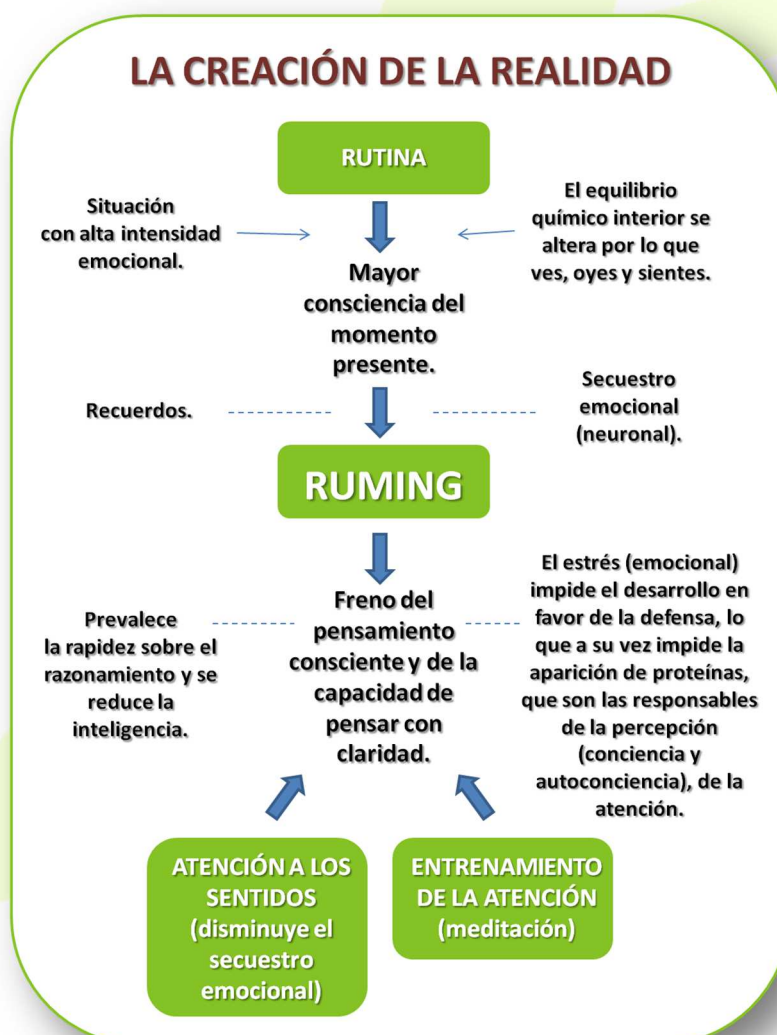 LA CREACIÓN DE LA REALIDAD
RUTINA
Situación
con alta intensidad
emocional.
El equilibrio
químico interior se
altera por lo que
ves, oyes y sientes.
Mayor
consciencia del
momento
presente.
Recuerdos.
Secuestro
emocional
(neuronal).
RUMING
Prevalece
la rapidez sobre el
razonamiento y se
reduce la
inteligencia.
Freno del
pensamiento
consciente y de la
capacidad de
pensar con
claridad.
El estrés (emocional)
impide el desarrollo en
favor de la defensa, lo
que a su vez impide la
aparición de proteínas,
que son las responsables
de la percepción
(conciencia y
autoconciencia), de la
atención.
ATENCIÓN A LOS
SENTIDOS
(disminuye el
secuestro
emocional)
ENTRENAMIENTO
DE LA ATENCIÓN
(meditación)